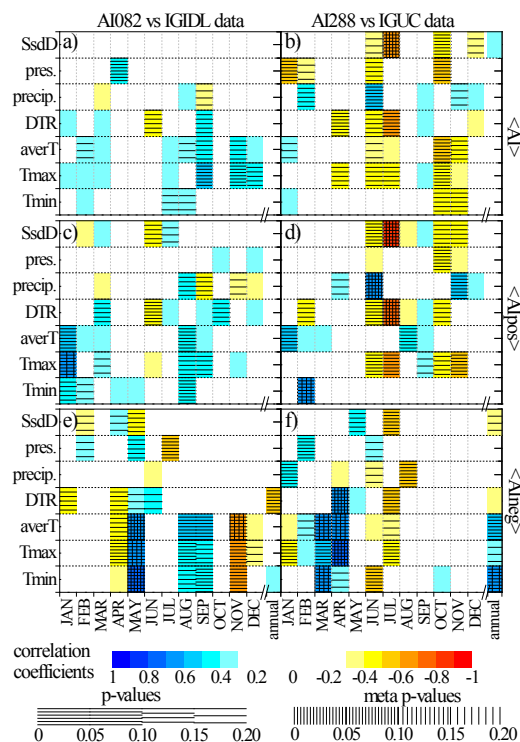 AI082 vs IGIDL data AI288 vs IGUC data
a) b)
SsdD
pres.
precip.
DTR
averT
Tmax
Tmin
<AI>
c) d)
SsdD
pres.
precip.
DTR
averT
Tmax
Tmin
<AIpos>
e) f)
SsdD
pres.
precip.
DTR
averT
Tmax
Tmin
<AIneg>
JAN FEB MAR APR MAY JUN JUL AUG SEP OCT NOV DEC annual JAN FEB MAR APR MAY JUN JUL AUG SEP OCT NOV DEC annual
correlation
coefficients
1 0.8 0.6 0.4 0.2 0 -0.2 -0.4 -0.6 -0.8 -1
p-values meta p-values
0 0.05 0.10 0.15 0.20 0.00 0.05 0.10 0.15 0.20